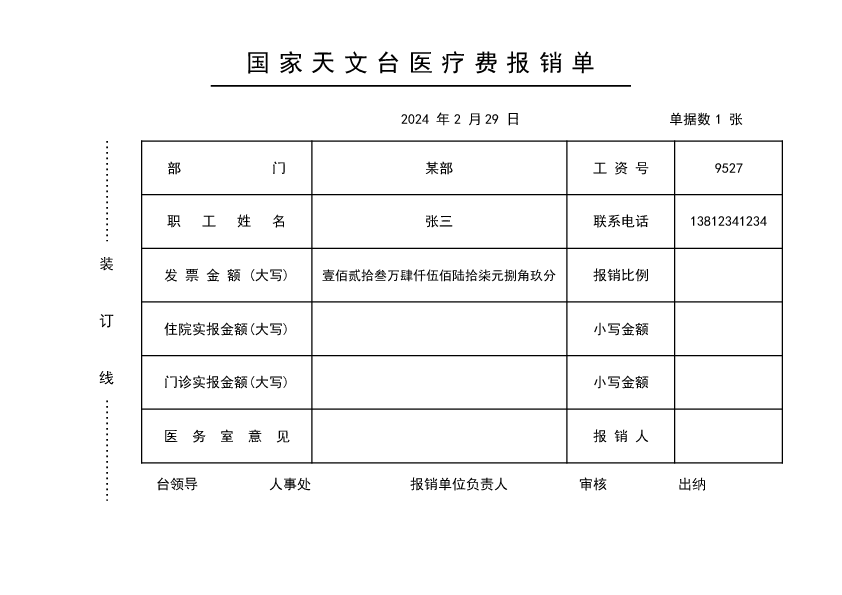 国家天文台医疗费报销单
2024 年 2 月 29 日 单据数 1 张
部 门 某部 工 资 号 9527
职 工 姓 名 张三 联系电话 13812341234
发 票 金 额 (大写) 壹佰贰拾叁万肆仟伍佰陆拾柒元捌角玖分 报销比例
住院实报金额(大写) 小写金额
门诊实报金额(大写) 小写金额
医 务 室 意 见 报 销 人
台领导 人事处 报销单位负责人 审核 出纳
装
订
线